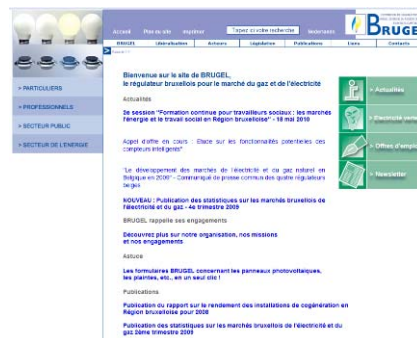 Accueil Plan du site Imprimer Tapez ici votre recherche Nederlands
BRUGEL
BRUGEL Libéralisation Acteurs Législation Publications Liens Contacts
> PARTICULIERS
> PROFESSIONNELS
> SECTEUR PUBLIC
> SECTEUR DE L'ENERGIE
Bienvenue sur le site de BRUGEL,
le régulateur bruxellois pour le marché du gaz et de l'électricité
Actualités
2e session "Formation continue pour travailleurs sociaux : les marchés
l'énergie et le travail social en Région bruxelloise" - 18 mai 2010
Appel d'offre en cours : Etude sur les fonctionnalités potentielles des
compteurs intelligents"
"Le développement des marchés de l'électricité et du gaz naturel en
Belgique en 2009" - Communiqué de presse commun des quatre régulateurs
belges
NOUVEAU : Publication des statistiques sur les marchés bruxellois de
l'électricité et du gaz - 4e trimestre 2009
BRUGEL rappelle ses engagements
Découvrez plus sur notre organisation, nos missions
et nos engagements
Astuce
Les formulaires BRUGEL concernant les panneaux photovoltaïques,
les plaintes, etc., en un seul clic !
Publications
Publication du rapport sur le rendement des installations de cogénération en
Région bruxelloise pour 2008
Publication des statistiques sur les marchés bruxellois de l'électricité et du
gaz 2ème trimestre 2009
> Actualités
> Electricité verte
> Offres d'emploi
> Newsletter